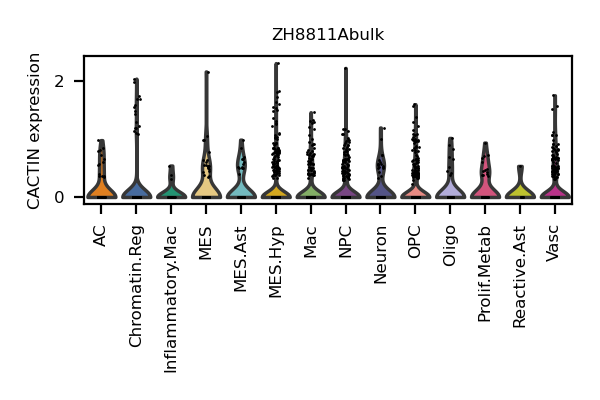 ZH8811Abulk
CACTIN expression
2
0
AC
Chromatin.Reg
Inflammatory.Mac
MES
MES.Ast
MES.Hyp
Mac
NPC
Neuron
OPC
Oligo
Prolif.Metab
Reactive.Ast
Vasc